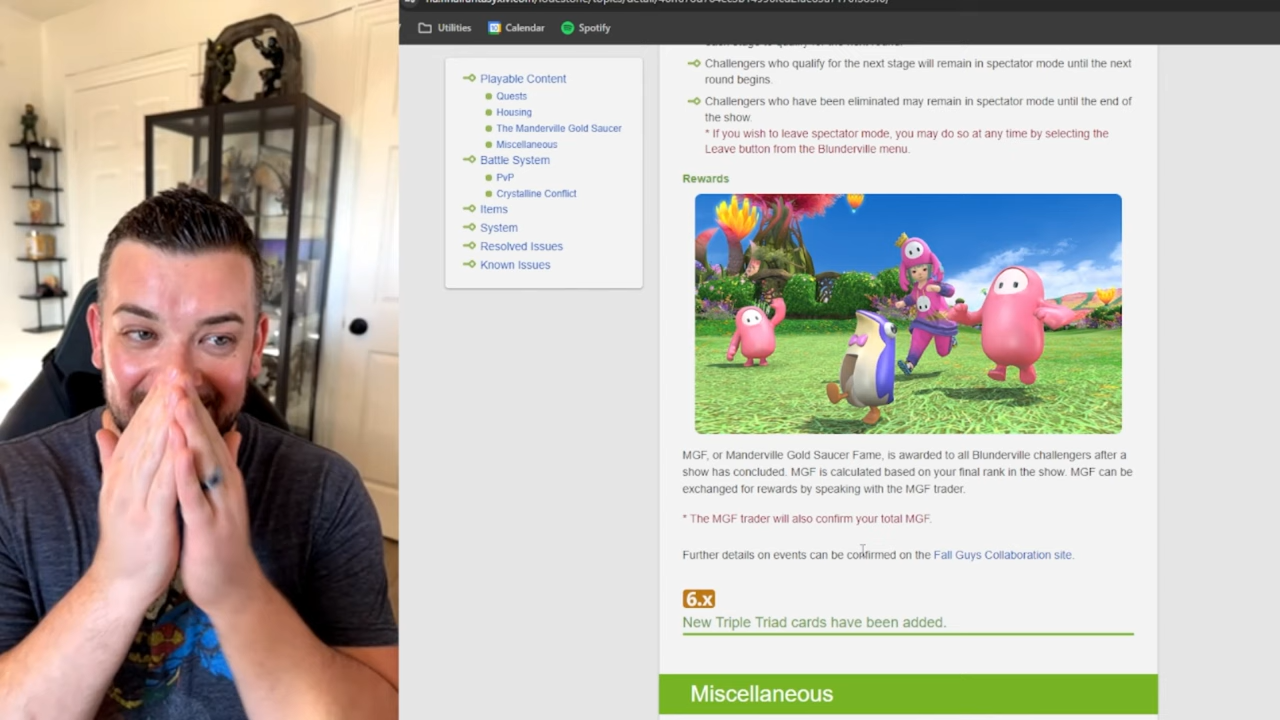 Utilities
Calendar
Spotify
Playable Content
Quests
Housing
The Manderville Gold Saucer
Miscellaneous
Battle System
PvP
Crystalline Conflict
Items
System
Resolved Issues
Known Issues
Challengers who qualify for the next stage will remain in spectator mode until the next
round begins.
Challengers who have been eliminated may remain in spectator mode until the end of
the show.
* If you wish to leave spectator mode, you may do so at any time by selecting the
Leave button from the Blunderville menu.
Rewards
MGF, or Manderville Gold Saucer Fame, is awarded to all Blunderville challengers after a
show has concluded. MGF is calculated based on your final rank in the show. MGF can be
exchanged for rewards by speaking with the MGF trader.
* The MGF trader will also confirm your total MGF.
Further details on events can be confirmed on the Fall Guys Collaboration site.
6.x
New Triple Triad cards have been added.
Miscellaneous